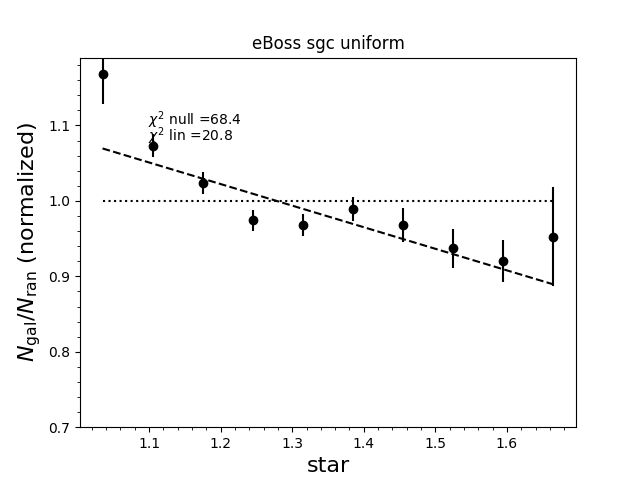 eBoss sgc uniform
χ² null =68.4
χ² lin =20.8
N_gal/N_ran (normalized)
1.1
1.0
0.9
0.8
0.7
1.1 1.2 1.3 1.4 1.5 1.6
star